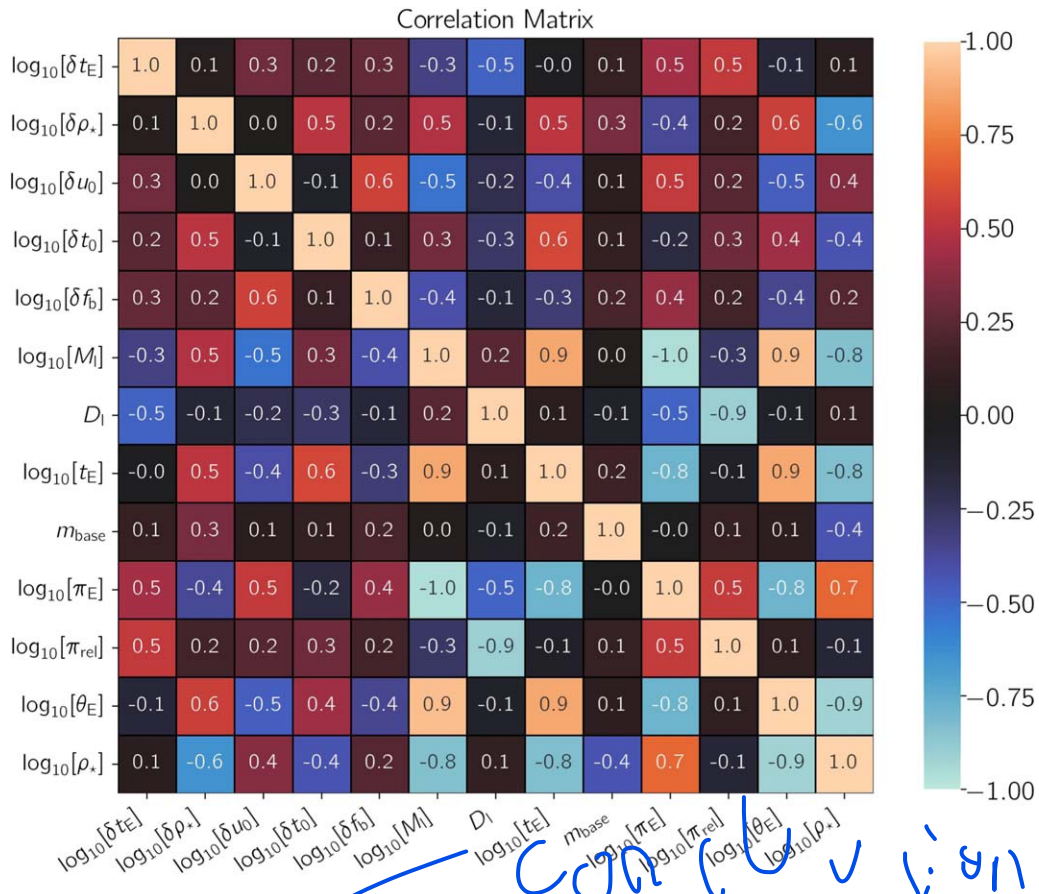 Correlation Matrix
log₁₀[δt_E] 1.0 0.1 0.3 0.2 0.3 -0.3 -0.5 -0.0 0.1 0.5 0.5 -0.1 0.1
log₁₀[δρ⋆] 0.1 1.0 0.0 0.5 0.2 0.5 -0.1 0.5 0.3 -0.4 0.2 0.6 -0.6
log₁₀[δu₀] 0.3 0.0 1.0 -0.1 0.6 -0.5 -0.2 -0.4 0.1 0.5 0.2 -0.5 0.4
log₁₀[δt₀] 0.2 0.5 -0.1 1.0 0.1 0.3 -0.3 0.6 0.1 -0.2 0.3 0.4 -0.4
log₁₀[δf_b] 0.3 0.2 0.6 0.1 1.0 -0.4 -0.1 -0.3 0.2 0.4 0.2 -0.4 0.2
log₁₀[M_l] -0.3 0.5 -0.5 0.3 -0.4 1.0 0.2 0.9 0.0 -1.0 -0.3 0.9 -0.8
D_l -0.5 -0.1 -0.2 -0.3 -0.1 0.2 1.0 0.1 -0.1 -0.5 -0.9 -0.1 0.1
log₁₀[t_E] -0.0 0.5 -0.4 0.6 -0.3 0.9 0.1 1.0 0.2 -0.8 -0.1 0.9 -0.8
m_base 0.1 0.3 0.1 0.1 0.2 0.0 -0.1 0.2 1.0 -0.0 0.1 0.1 -0.4
log₁₀[π_E] 0.5 -0.4 0.5 -0.2 0.4 -1.0 -0.5 -0.8 -0.0 1.0 0.5 -0.8 0.7
log₁₀[π_rel] 0.5 0.2 0.2 0.3 0.2 -0.3 -0.9 -0.1 0.1 0.5 1.0 0.1 -0.1
log₁₀[θ_E] -0.1 0.6 -0.5 0.4 -0.4 0.9 -0.1 0.9 0.1 -0.8 0.1 1.0 -0.9
log₁₀[ρ⋆] 0.1 -0.6 0.4 -0.4 0.2 -0.8 0.1 -0.8 -0.4 0.7 -0.1 -0.9 1.0
log₁₀[δt_E] log₁₀[δρ⋆] log₁₀[δu₀] log₁₀[δt₀] log₁₀[δf_b] log₁₀[M_l] D_l log₁₀[t_E] m_base log₁₀[π_E] log₁₀[π_rel] log₁₀[θ_E] log₁₀[ρ⋆]
1.00
0.75
0.50
0.25
0.00
−0.25
−0.50
−0.75
−1.00